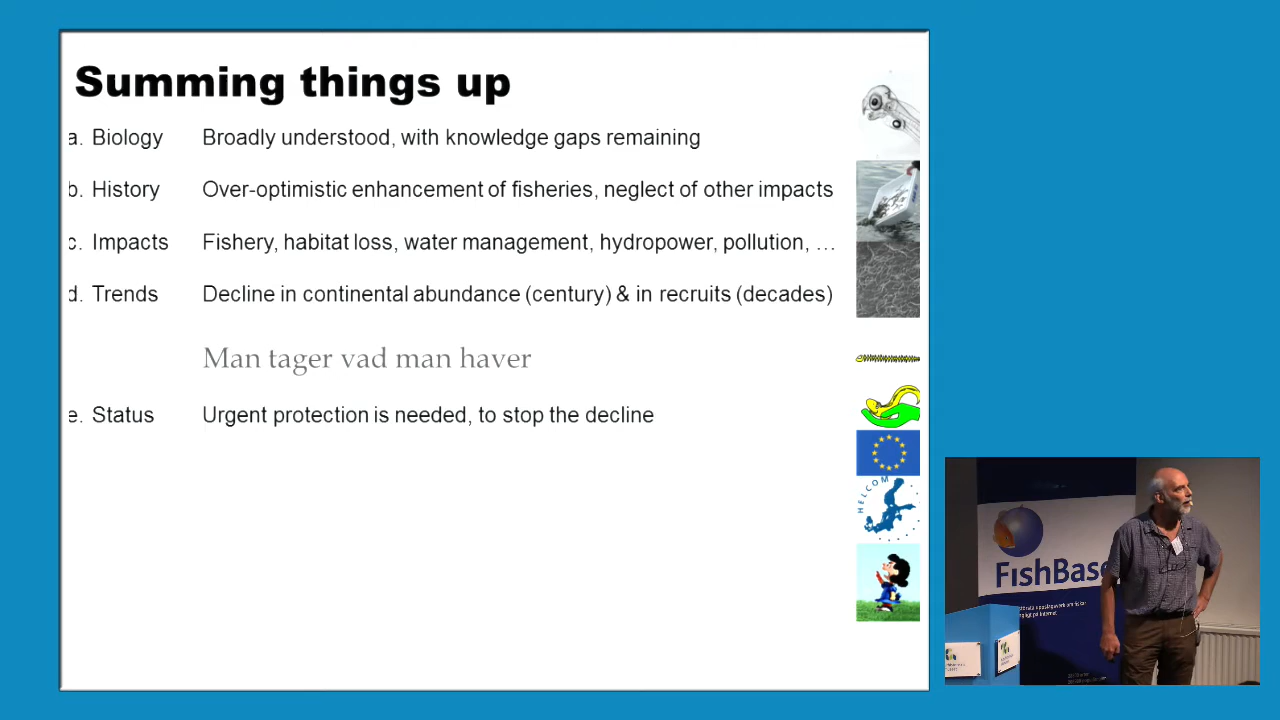 Summing things up
a. Biology Broadly understood, with knowledge gaps remaining
b. History Over-optimistic enhancement of fisheries, neglect of other impacts
c. Impacts Fishery, habitat loss, water management, hydropower, pollution, …
d. Trends Decline in continental abundance (century) & in recruits (decades)
Man tager vad man haver
e. Status Urgent protection is needed, to stop the decline
HELCOM
FishBase